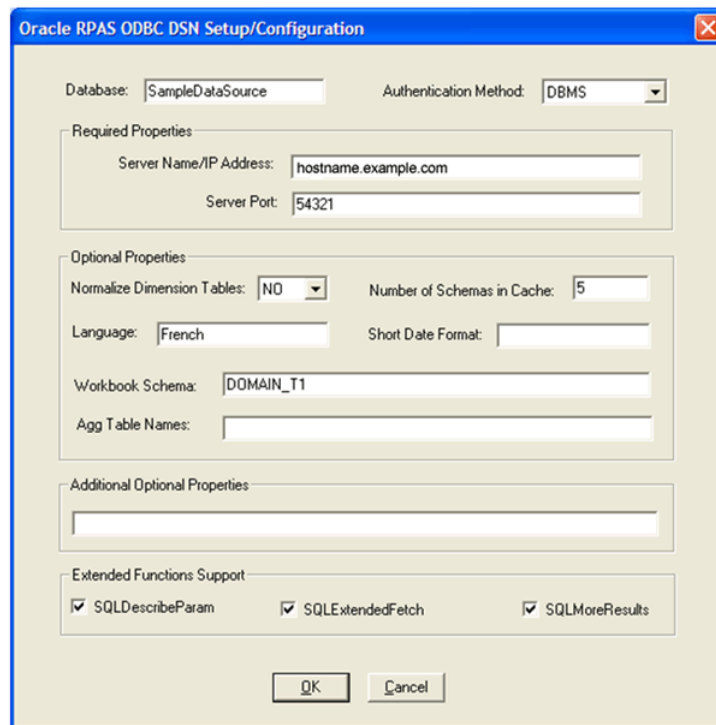 Oracle RPAS ODBC DSN Setup/Configuration
Database: SampleDataSource Authentication Method: DBMS
Required Properties
Server Name/IP Address: hostname.example.com
Server Port: 54321
Optional Properties
Normalize Dimension Tables: NO Number of Schemas in Cache: 5
Language: French Short Date Format:
Workbook Schema: DOMAIN_T1
Agg Table Names:
Additional Optional Properties
Extended Functions Support
SQLDescribeParam SQLExtendedFetch SQLMoreResults
OK Cancel